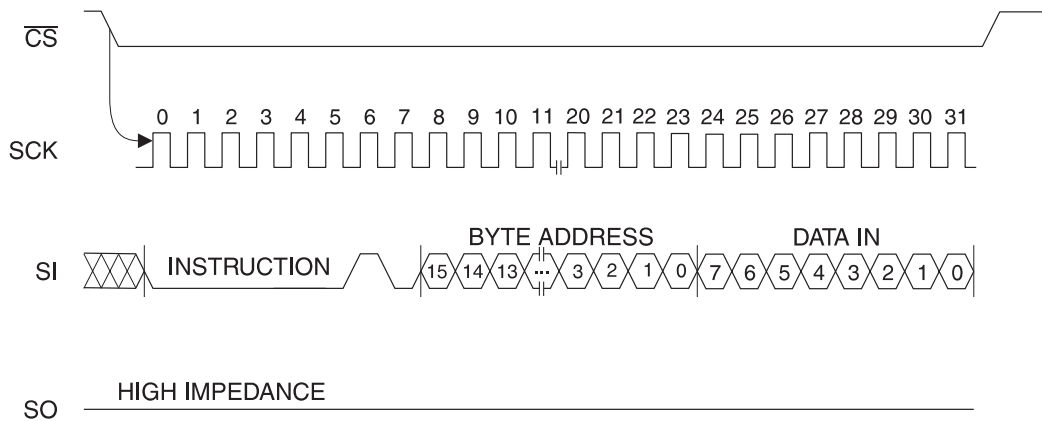 CS
0 1 2 3 4 5 6 7 8 9 10 11 20 21 22 23 24 25 26 27 28 29 30 31
SCK
BYTE ADDRESS DATA IN
SI INSTRUCTION 15 14 13 ... 3 2 1 0 7 6 5 4 3 2 1 0
HIGH IMPEDANCE
SO